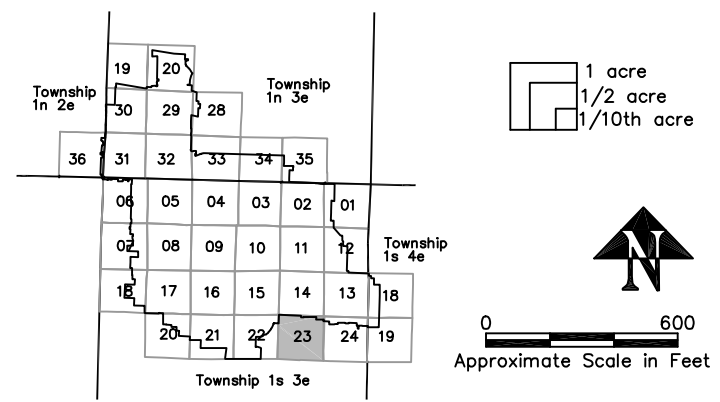 19 20
Township
1n 2e
Township
1n 3e
30 29 28
36 31 32 33 34 35
06 05 04 03 02 01
07 08 09 10 11 12
Township
1s 4e
18 17 16 15 14 13 18
20 21 22 23 24 19
Township 1s 3e
1 acre
1/2 acre
1/10th acre
N
0 600
Approximate Scale in Feet